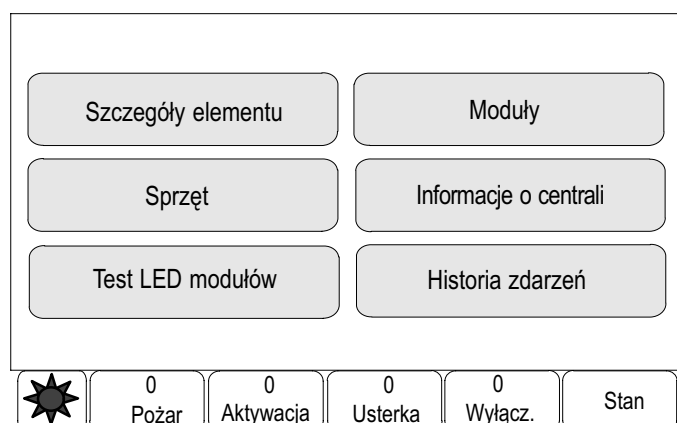 Szczegóły elementu
Moduły
Sprzęt
Informacje o centrali
Test LED modułów
Historia zdarzeń
0
Pożar
0
Aktywacja
0
Usterka
0
Wyłącz.
Stan